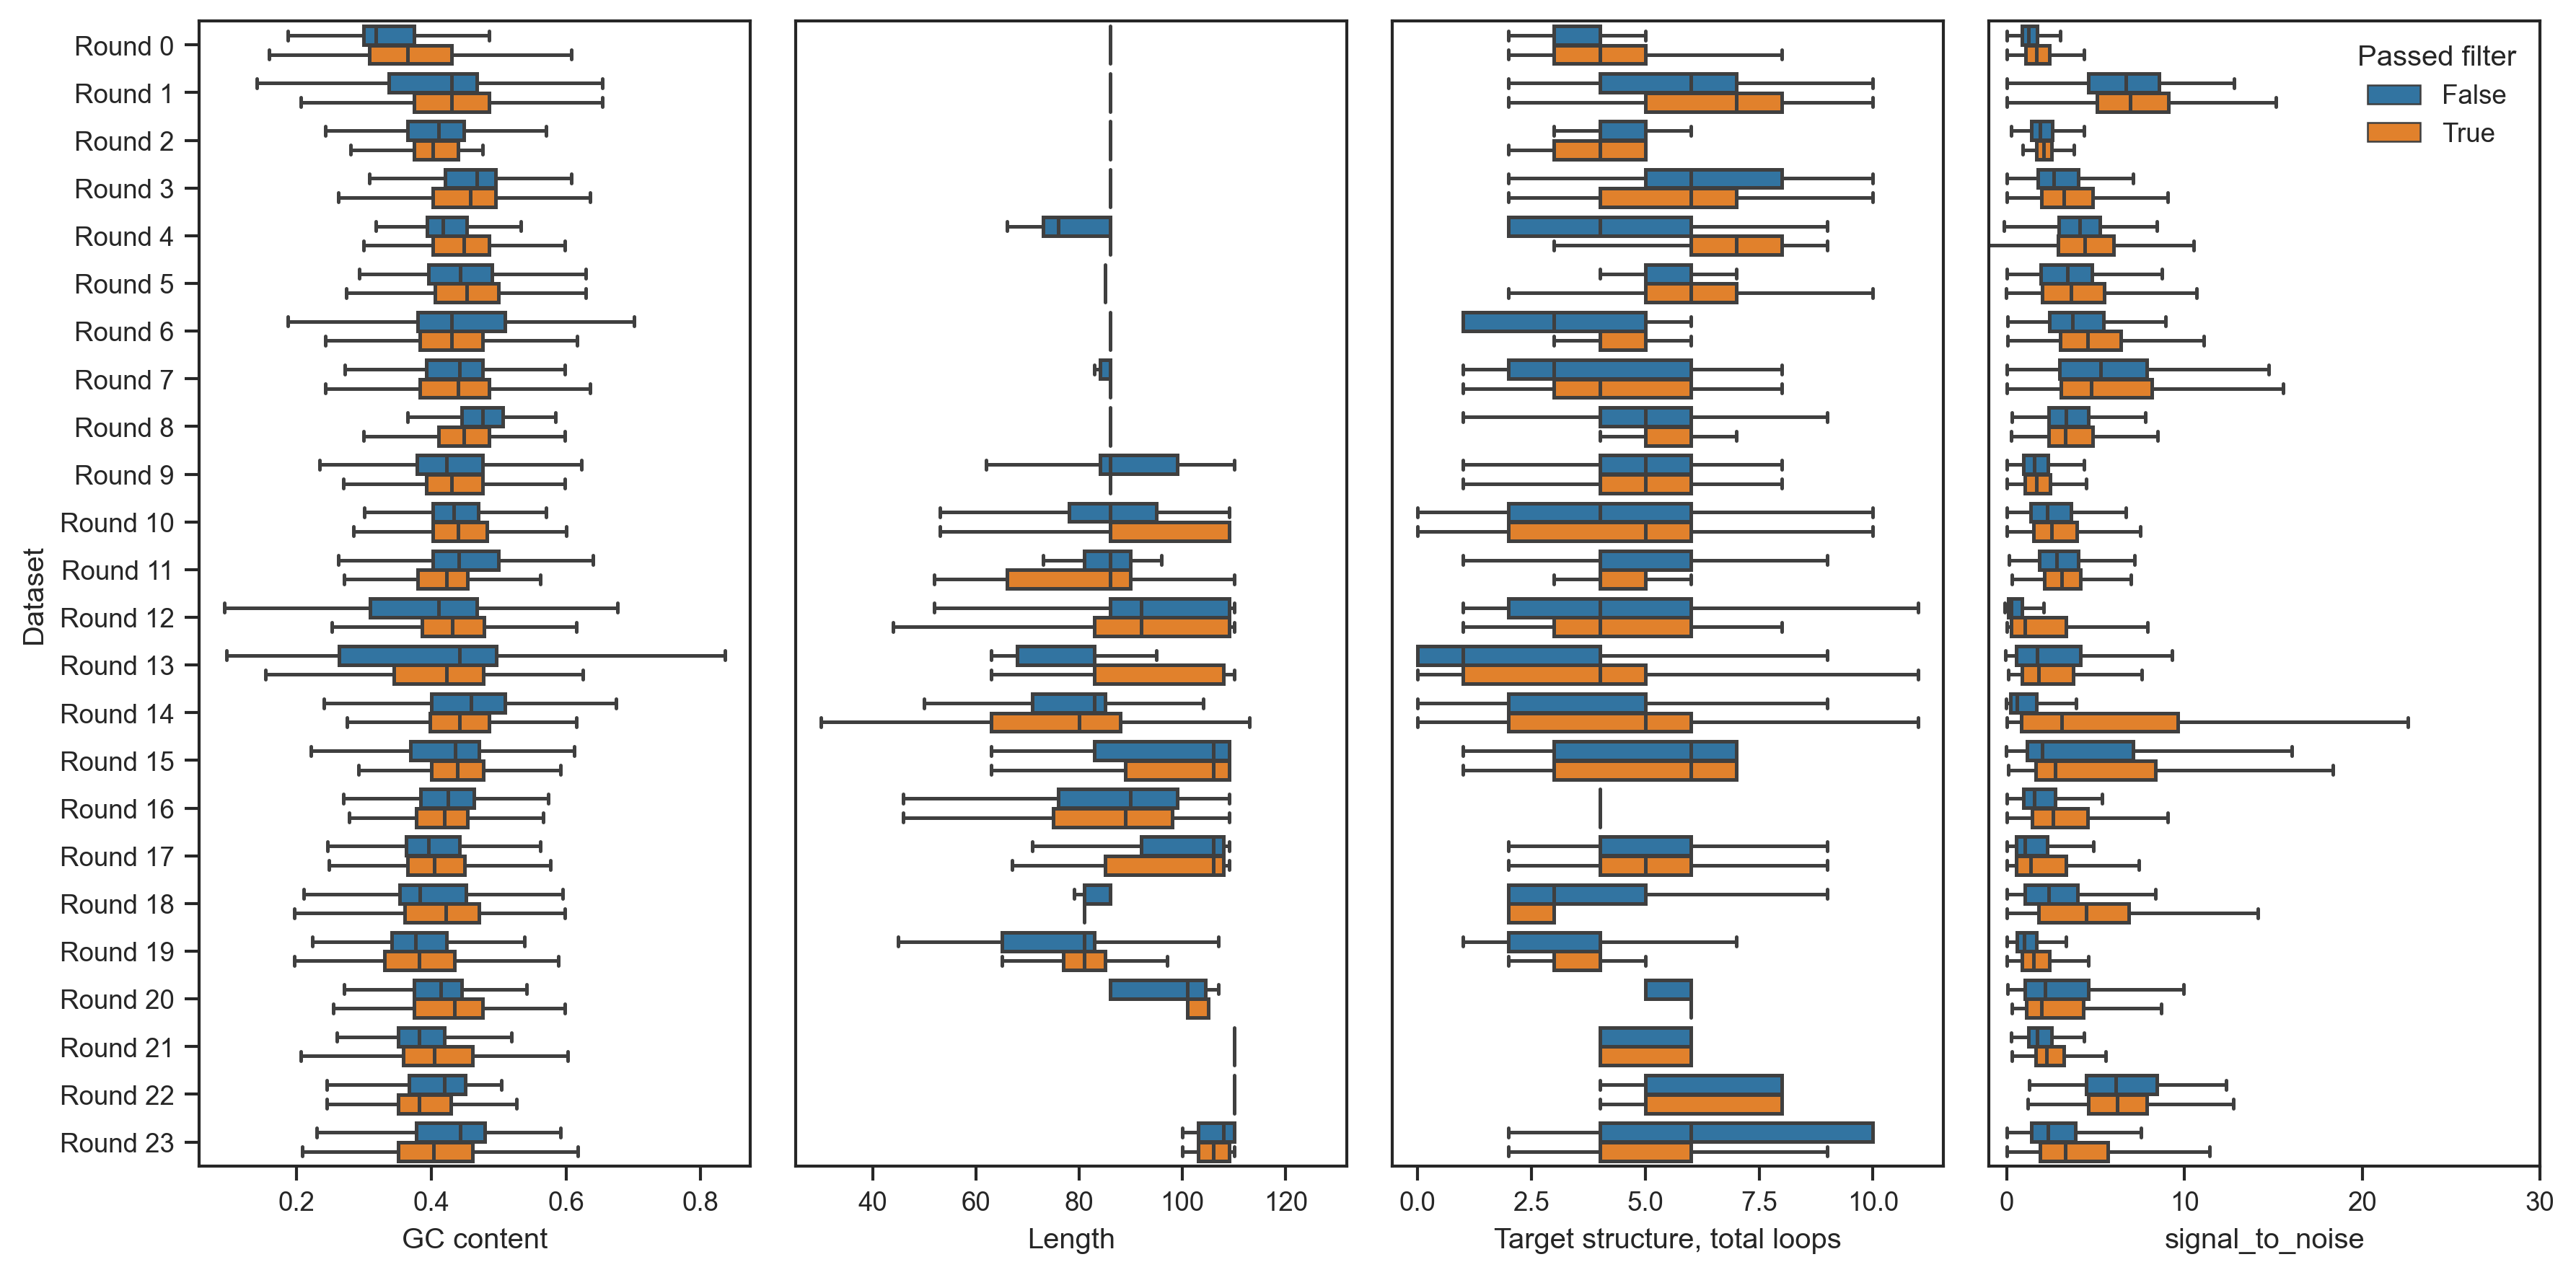 Dataset
Round 0
Round 1
Round 2
Round 3
Round 4
Round 5
Round 6
Round 7
Round 8
Round 9
Round 10
Round 11
Round 12
Round 13
Round 14
Round 15
Round 16
Round 17
Round 18
Round 19
Round 20
Round 21
Round 22
Round 23
0.2 0.4 0.6 0.8
GC content
40 60 80 100 120
Length
0.0 2.5 5.0 7.5 10.0
Target structure, total loops
Passed filter
False
True
0 10 20 30
signal_to_noise